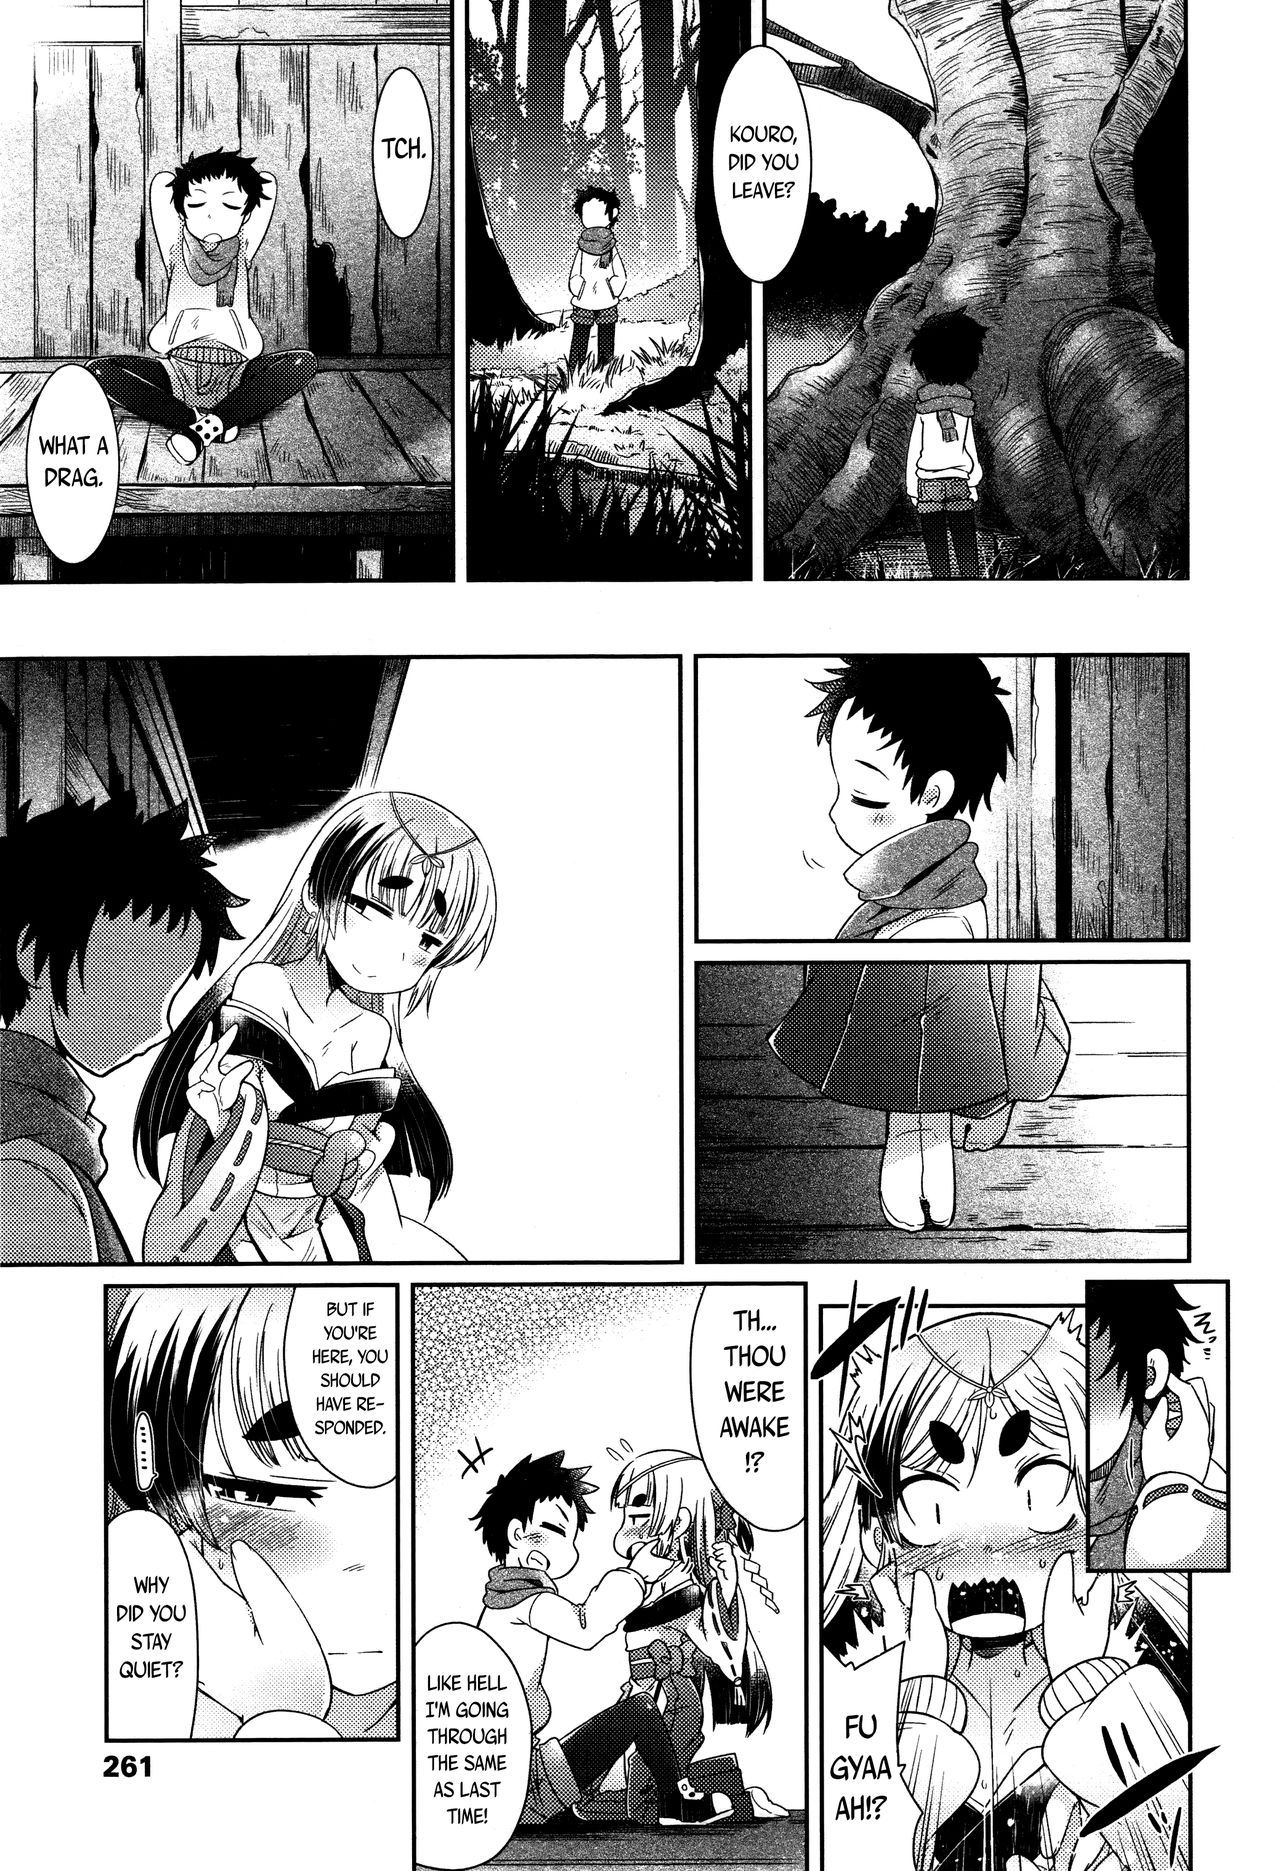 KOURO,
DID YOU
LEAVE?
TCH.
WHAT A
DRAG.
FU
GYAA
AH!?
TH...
THOU
WERE
AWAKE
!?
LIKE HELL
I'M GOING
THROUGH
THE SAME
AS LAST
TIME!
BUT IF
YOU'RE
HERE, YOU
SHOULD
HAVE RE-
SPONDED.
........
WHY
DID YOU
STAY
QUIET?
261